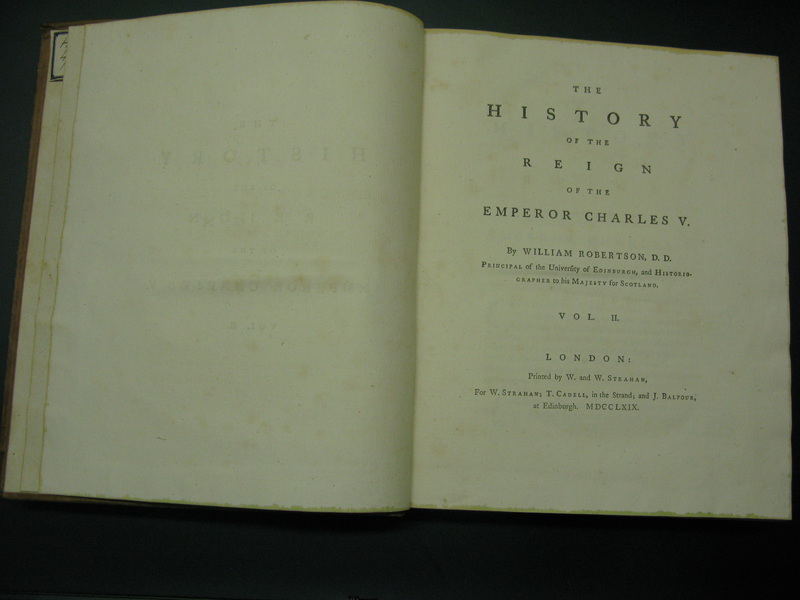 THE
HISTORY
OF THE
REIGN
OF THE
EMPEROR CHARLES V.
By WILLIAM ROBERTSON, D. D.
PRINCIPAL of the University of EDINBURGH, and HISTORIO-
GRAPHER to his MAJESTY for SCOTLAND.
VOL. II.
LONDON:
Printed by W. and W. STRAHAN,
For W. STRAHAN; T. CADELL, in the Strand; and J. BALFOUR,
at Edinburgh. MDCCLXIX.